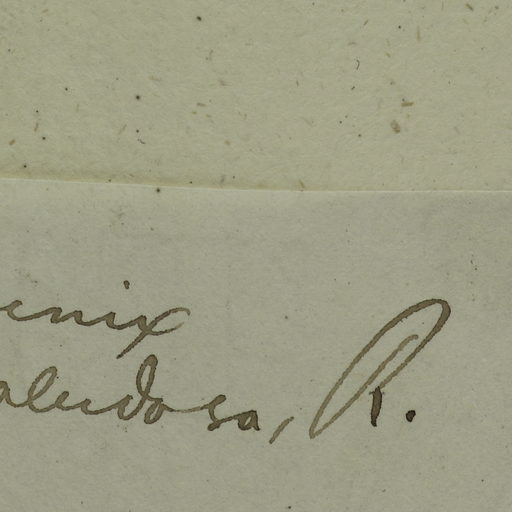 enix
aludosa, R.